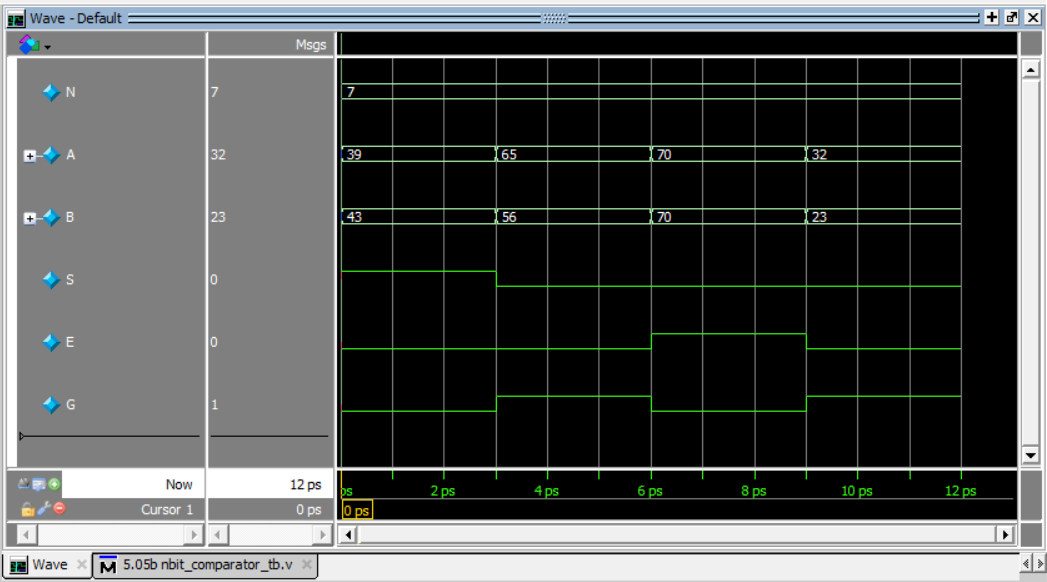 Wave - Default
Msgs
N 7 7
A 32 39 65 70 32
B 23 43 56 70 23
S 0
E 0
G 1
Now 12 ps ps 2 ps 4 ps 6 ps 8 ps 10 ps 12 ps
Cursor 1 0 ps 0 ps
Wave 5.05b nbit_comparator_tb.v